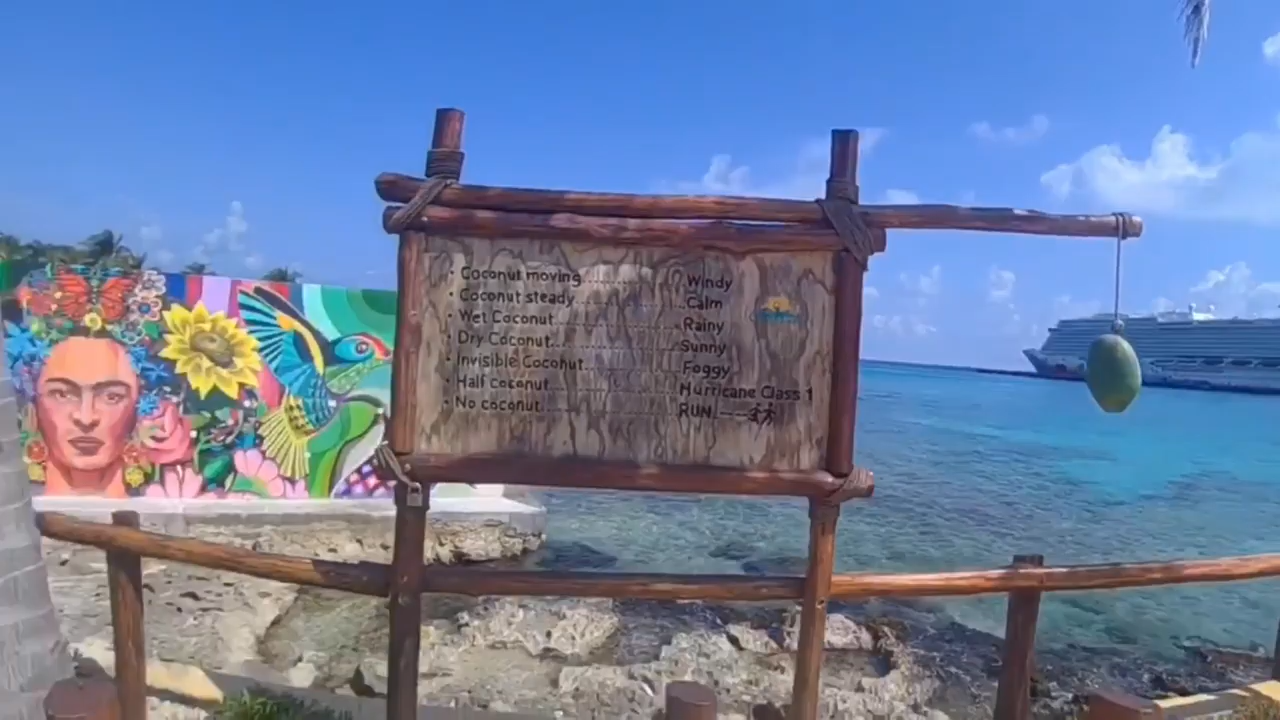 · Coconut moving..............Windy
· Coconut steady..............Calm
· Wet Coconut..............Rainy
· Dry Coconut..............Sunny
· Invisible Coconut..............Foggy
· Half coconut..............Hurricane Class 1
· No coconut..............RUN!